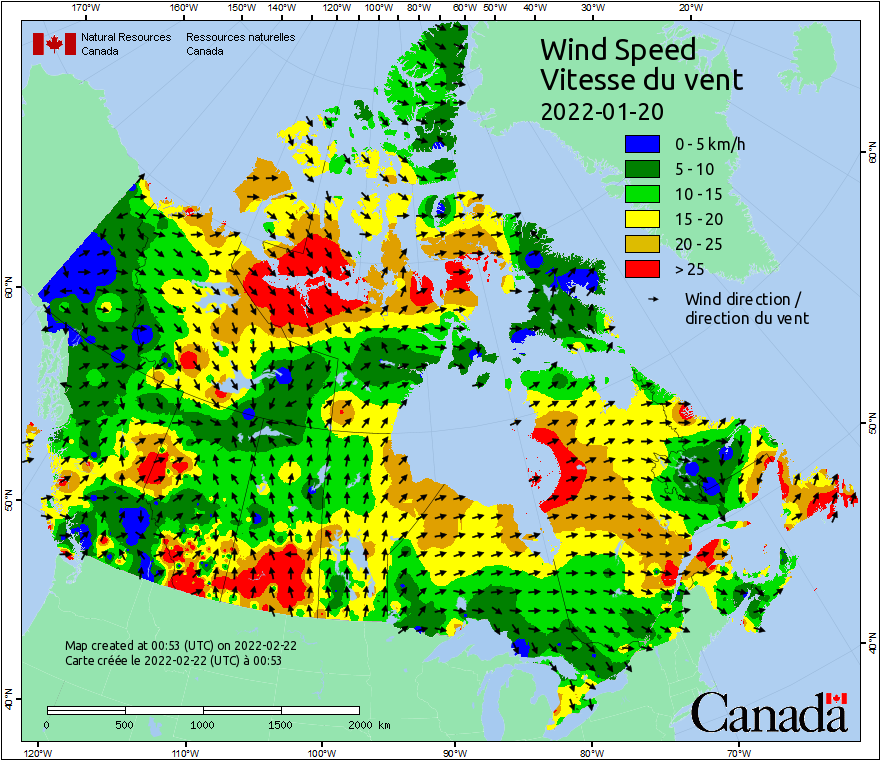 170°W 160°W 150°W 140°W 130°W 120°W 110°W 100°W 90°W 80°W 70°W 60°W 50°W 40°W 30°W 20°W
Natural Resources Ressources naturelles
Canada Canada
Wind Speed
Vitesse du vent
2022-01-20
0 - 5 km/h
5 - 10
10 - 15
15 - 20
20 - 25
> 25
Wind direction /
direction du vent
60°N
60°N
50°N
50°N
40°N
40°N
Map created at 00:53 (UTC) on 2022-02-22
Carte créée le 2022-02-22 (UTC) à 00:53
0 500 1000 1500 2000 km
Canada
120°W 110°W 100°W 90°W 80°W 70°W